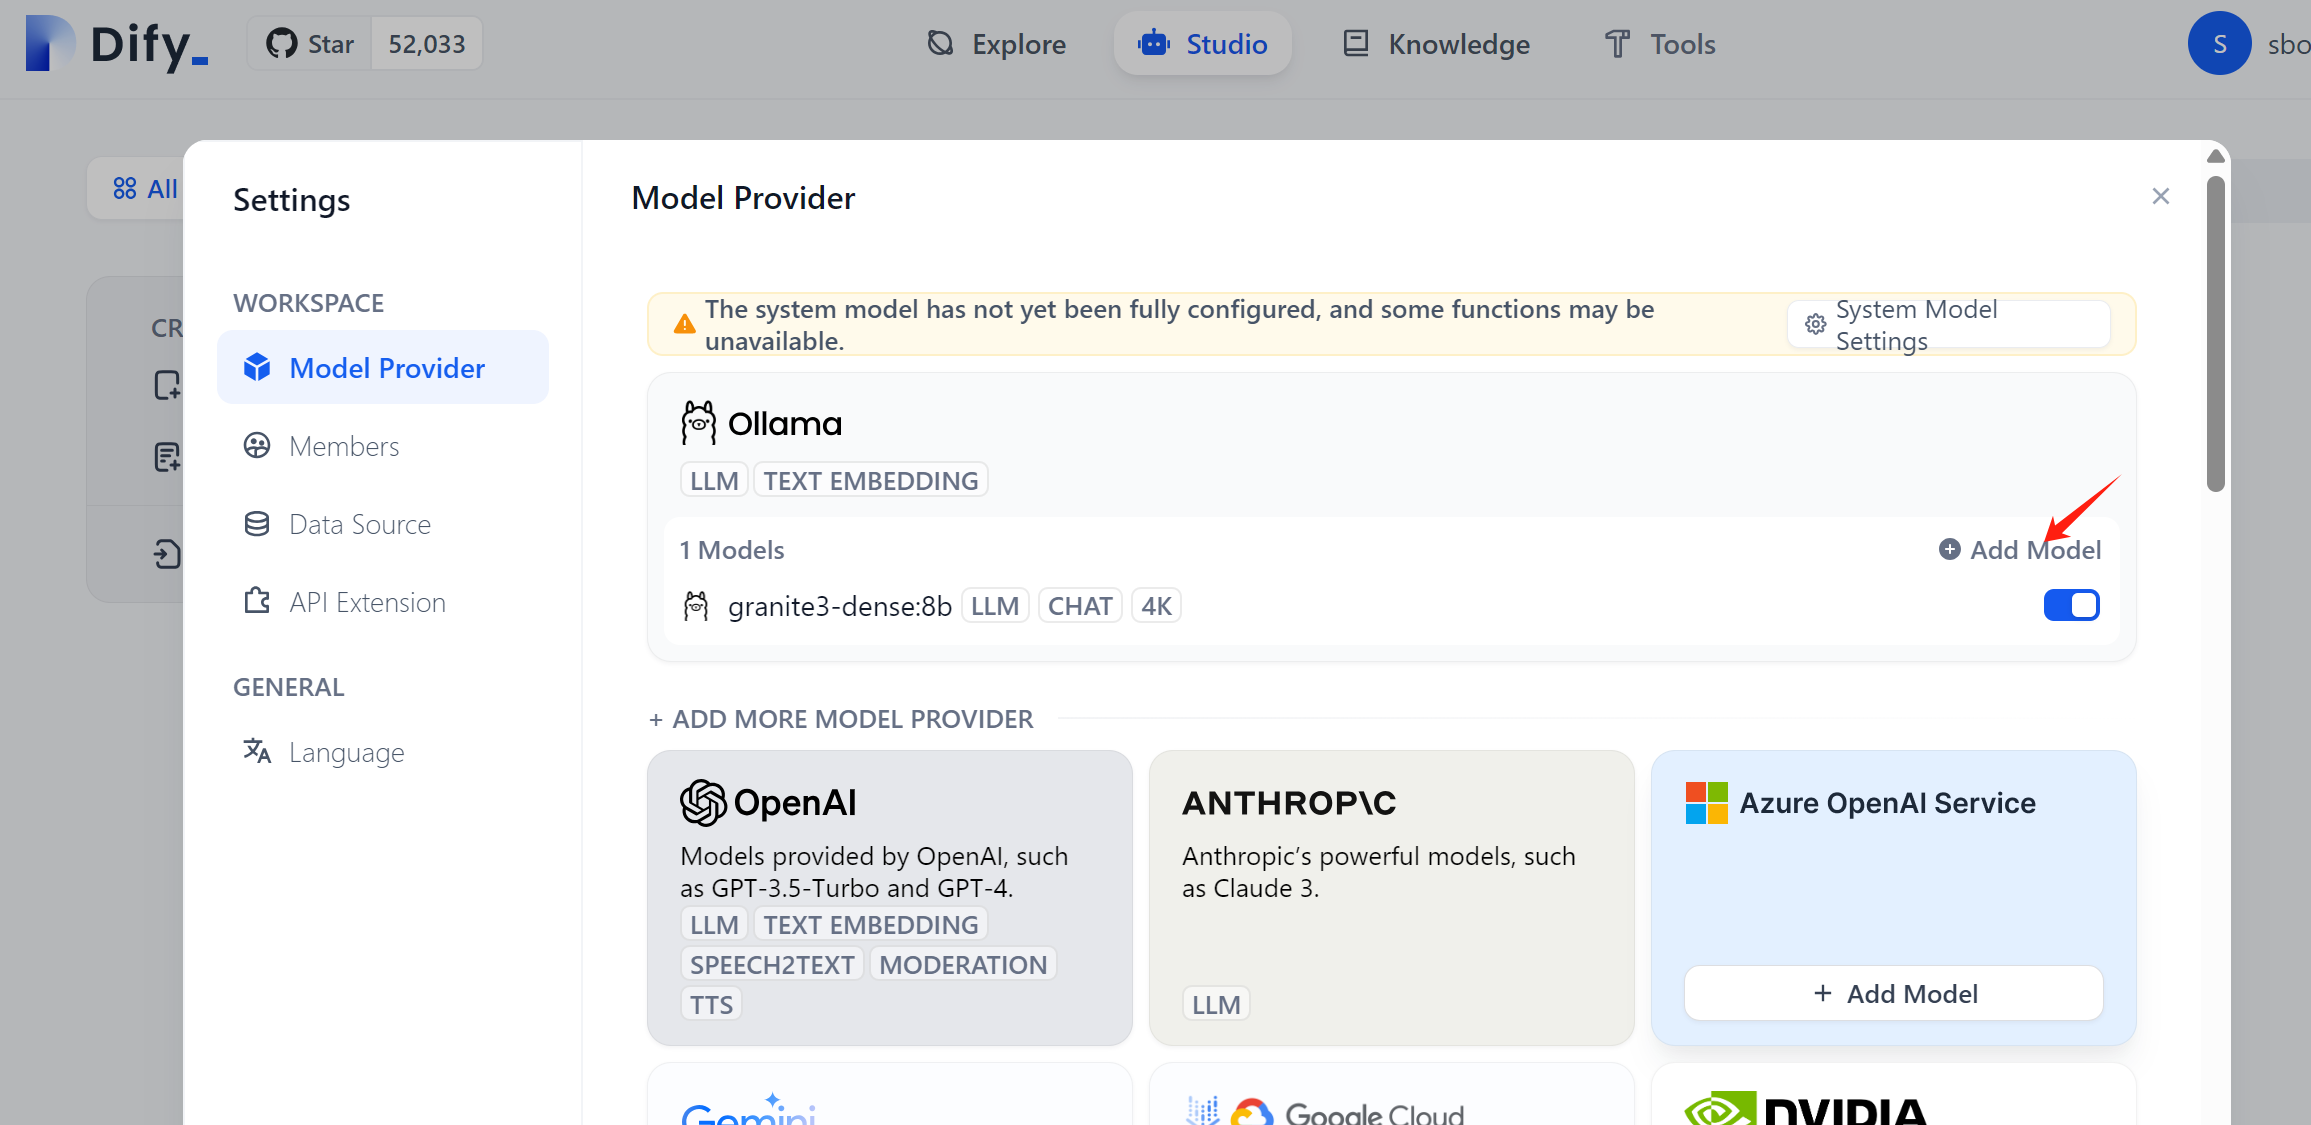 Dify_
Star 52,033
Explore
Studio
Knowledge
Tools
S
sbo
All
CR
Settings
WORKSPACE
Model Provider
Members
Data Source
API Extension
GENERAL
Language
Model Provider
The system model has not yet been fully configured, and some functions may be
unavailable.
System Model
Settings
Ollama
LLM TEXT EMBEDDING
1 Models
Add Model
granite3-dense:8b LLM CHAT 4K
+ ADD MORE MODEL PROVIDER
OpenAI
Models provided by OpenAI, such
as GPT-3.5-Turbo and GPT-4.
LLM TEXT EMBEDDING
SPEECH2TEXT MODERATION
TTS
ANTHROP\C
Anthropic’s powerful models, such
as Claude 3.
LLM
Azure OpenAI Service
+ Add Model
Gemini
Google Cloud
NVIDIA